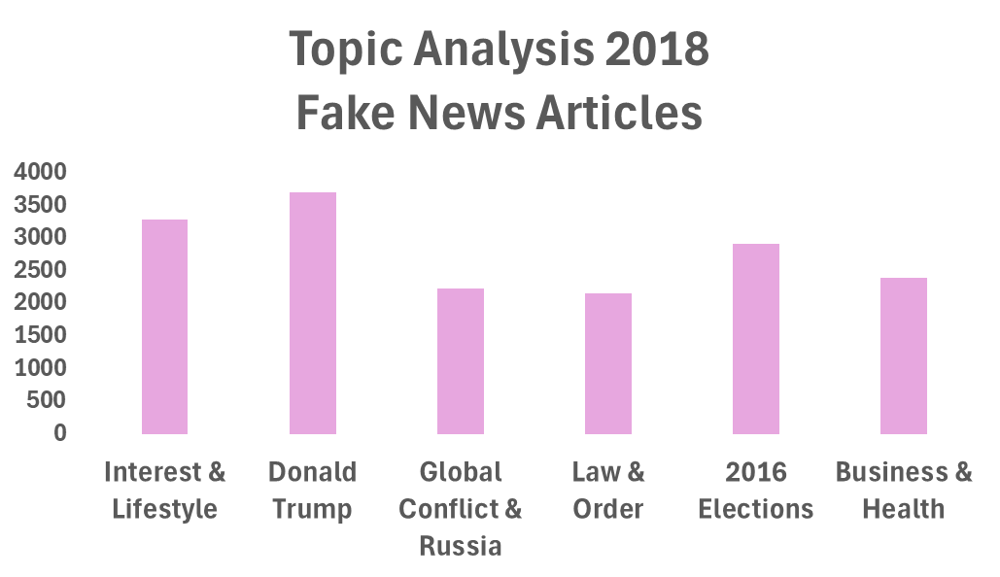 Topic Analysis 2018
Fake News Articles
4000
3500
3000
2500
2000
1500
1000
500
0
Interest &
Lifestyle
Donald
Trump
Global
Conflict &
Russia
Law &
Order
2016
Elections
Business &
Health